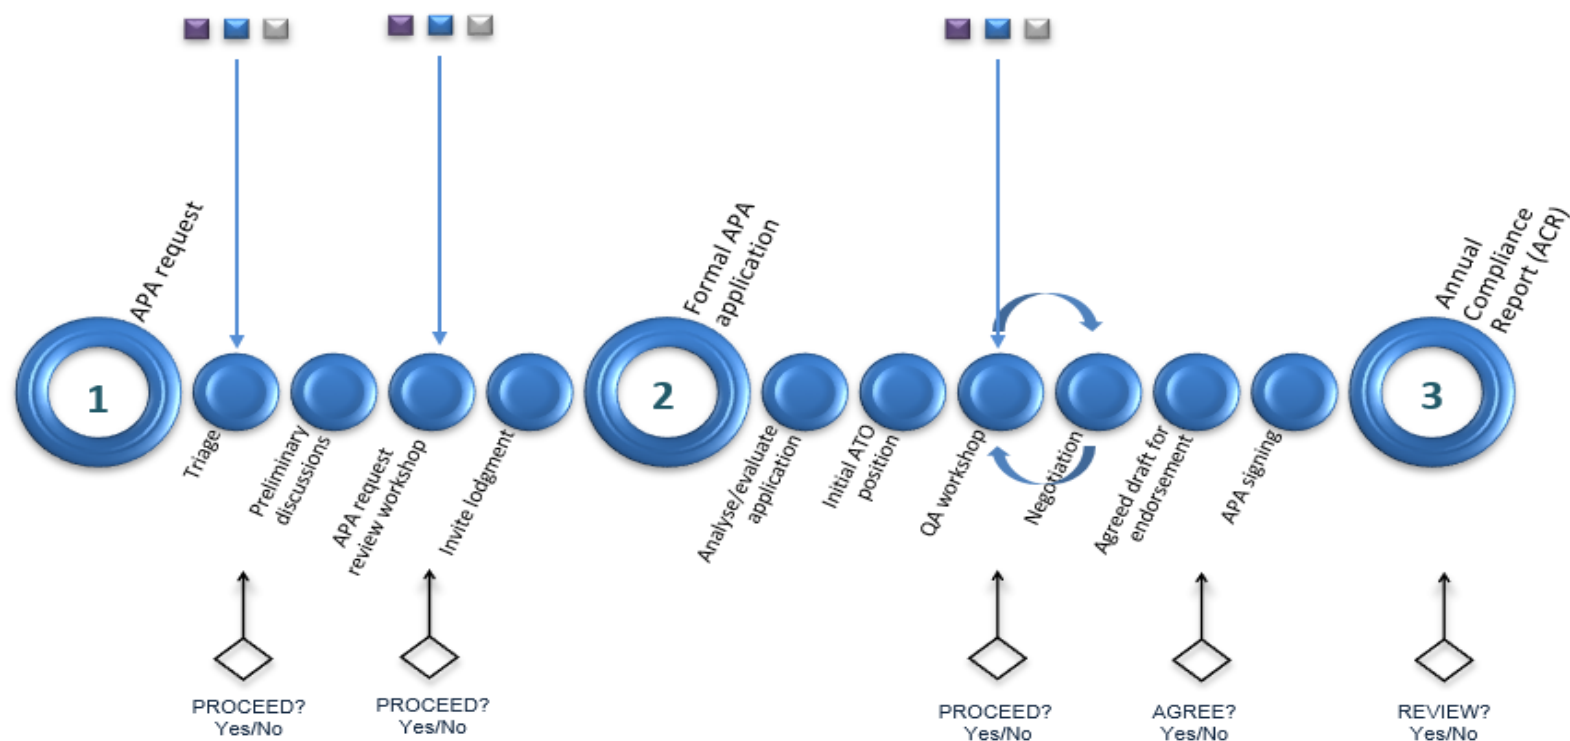 APA request
Formal APA
application
Annual
Compliance
Report (ACR)
1
2
3
Triage
Preliminary
discussions
APA request
review workshop
Invite lodgment
Analyse/evaluate
application
Initial ATO
position
QA workshop
Negotiation
Agreed draft for
endorsement
APA signing
PROCEED?
Yes/No
PROCEED?
Yes/No
PROCEED?
Yes/No
AGREE?
Yes/No
REVIEW?
Yes/No